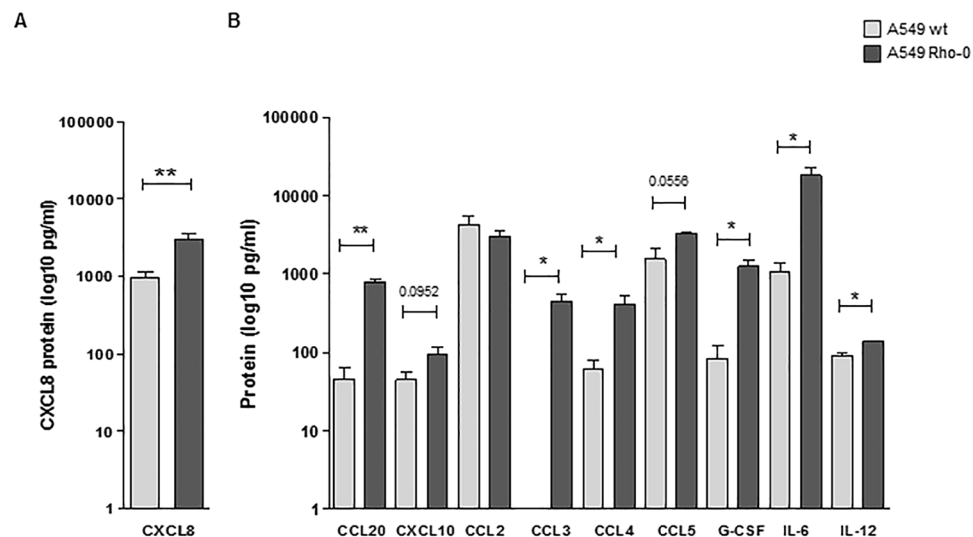 A
B
A549 wt
A549 Rho-0
CXCL8 protein (log10 pg/ml)
100000
10000
1000
100
10
1
**
CXCL8
Protein (log10 pg/ml)
100000
10000
1000
100
10
1
**
0.0952
*
*
0.0556
*
*
*
CCL20 CXCL10 CCL2 CCL3 CCL4 CCL5 G-CSF IL-6 IL-12